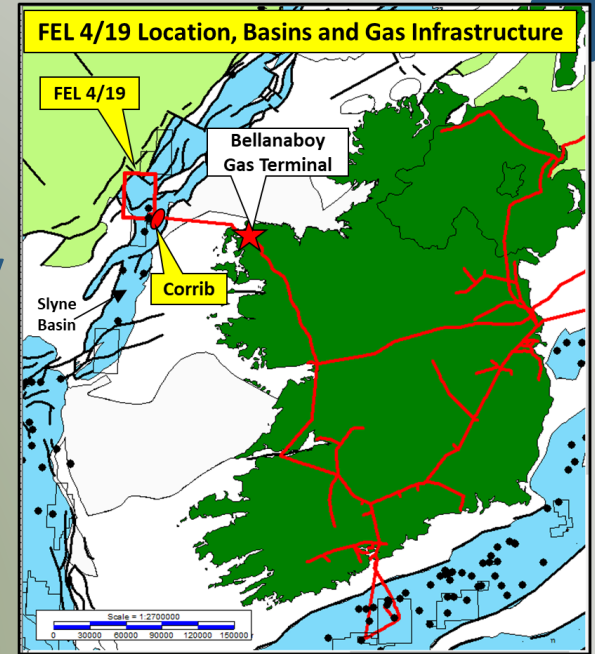 FEL 4/19 Location, Basins and Gas Infrastructure
FEL 4/19
Bellanaboy
Gas Terminal
Corrib
Slyne
Basin
Scale = 1:2700000
0 30000 60000 90000 120000 150000